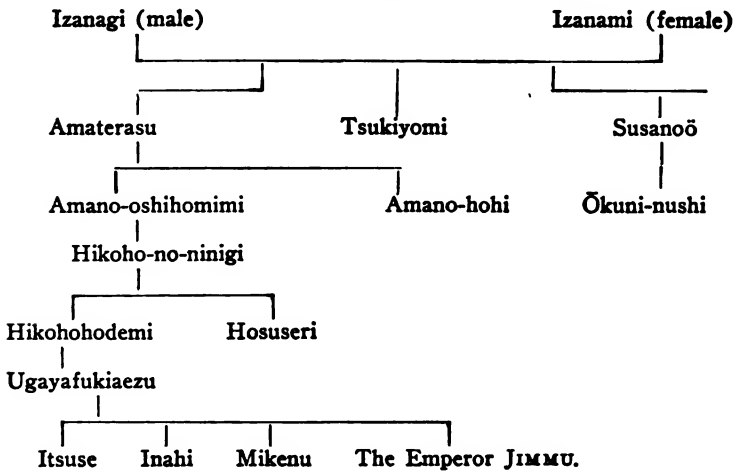 Izanagi (male) Izanami (female)
Amaterasu Tsukiyomi Susanoö
Amano-oshihomimi Amano-hohi Ōkuni-nushi
Hikoho-no-ninigi
Hikohohodemi Hosuseri
Ugayafukiaezu
Itsuse Inahi Mikenu The Emperor JIMMU.